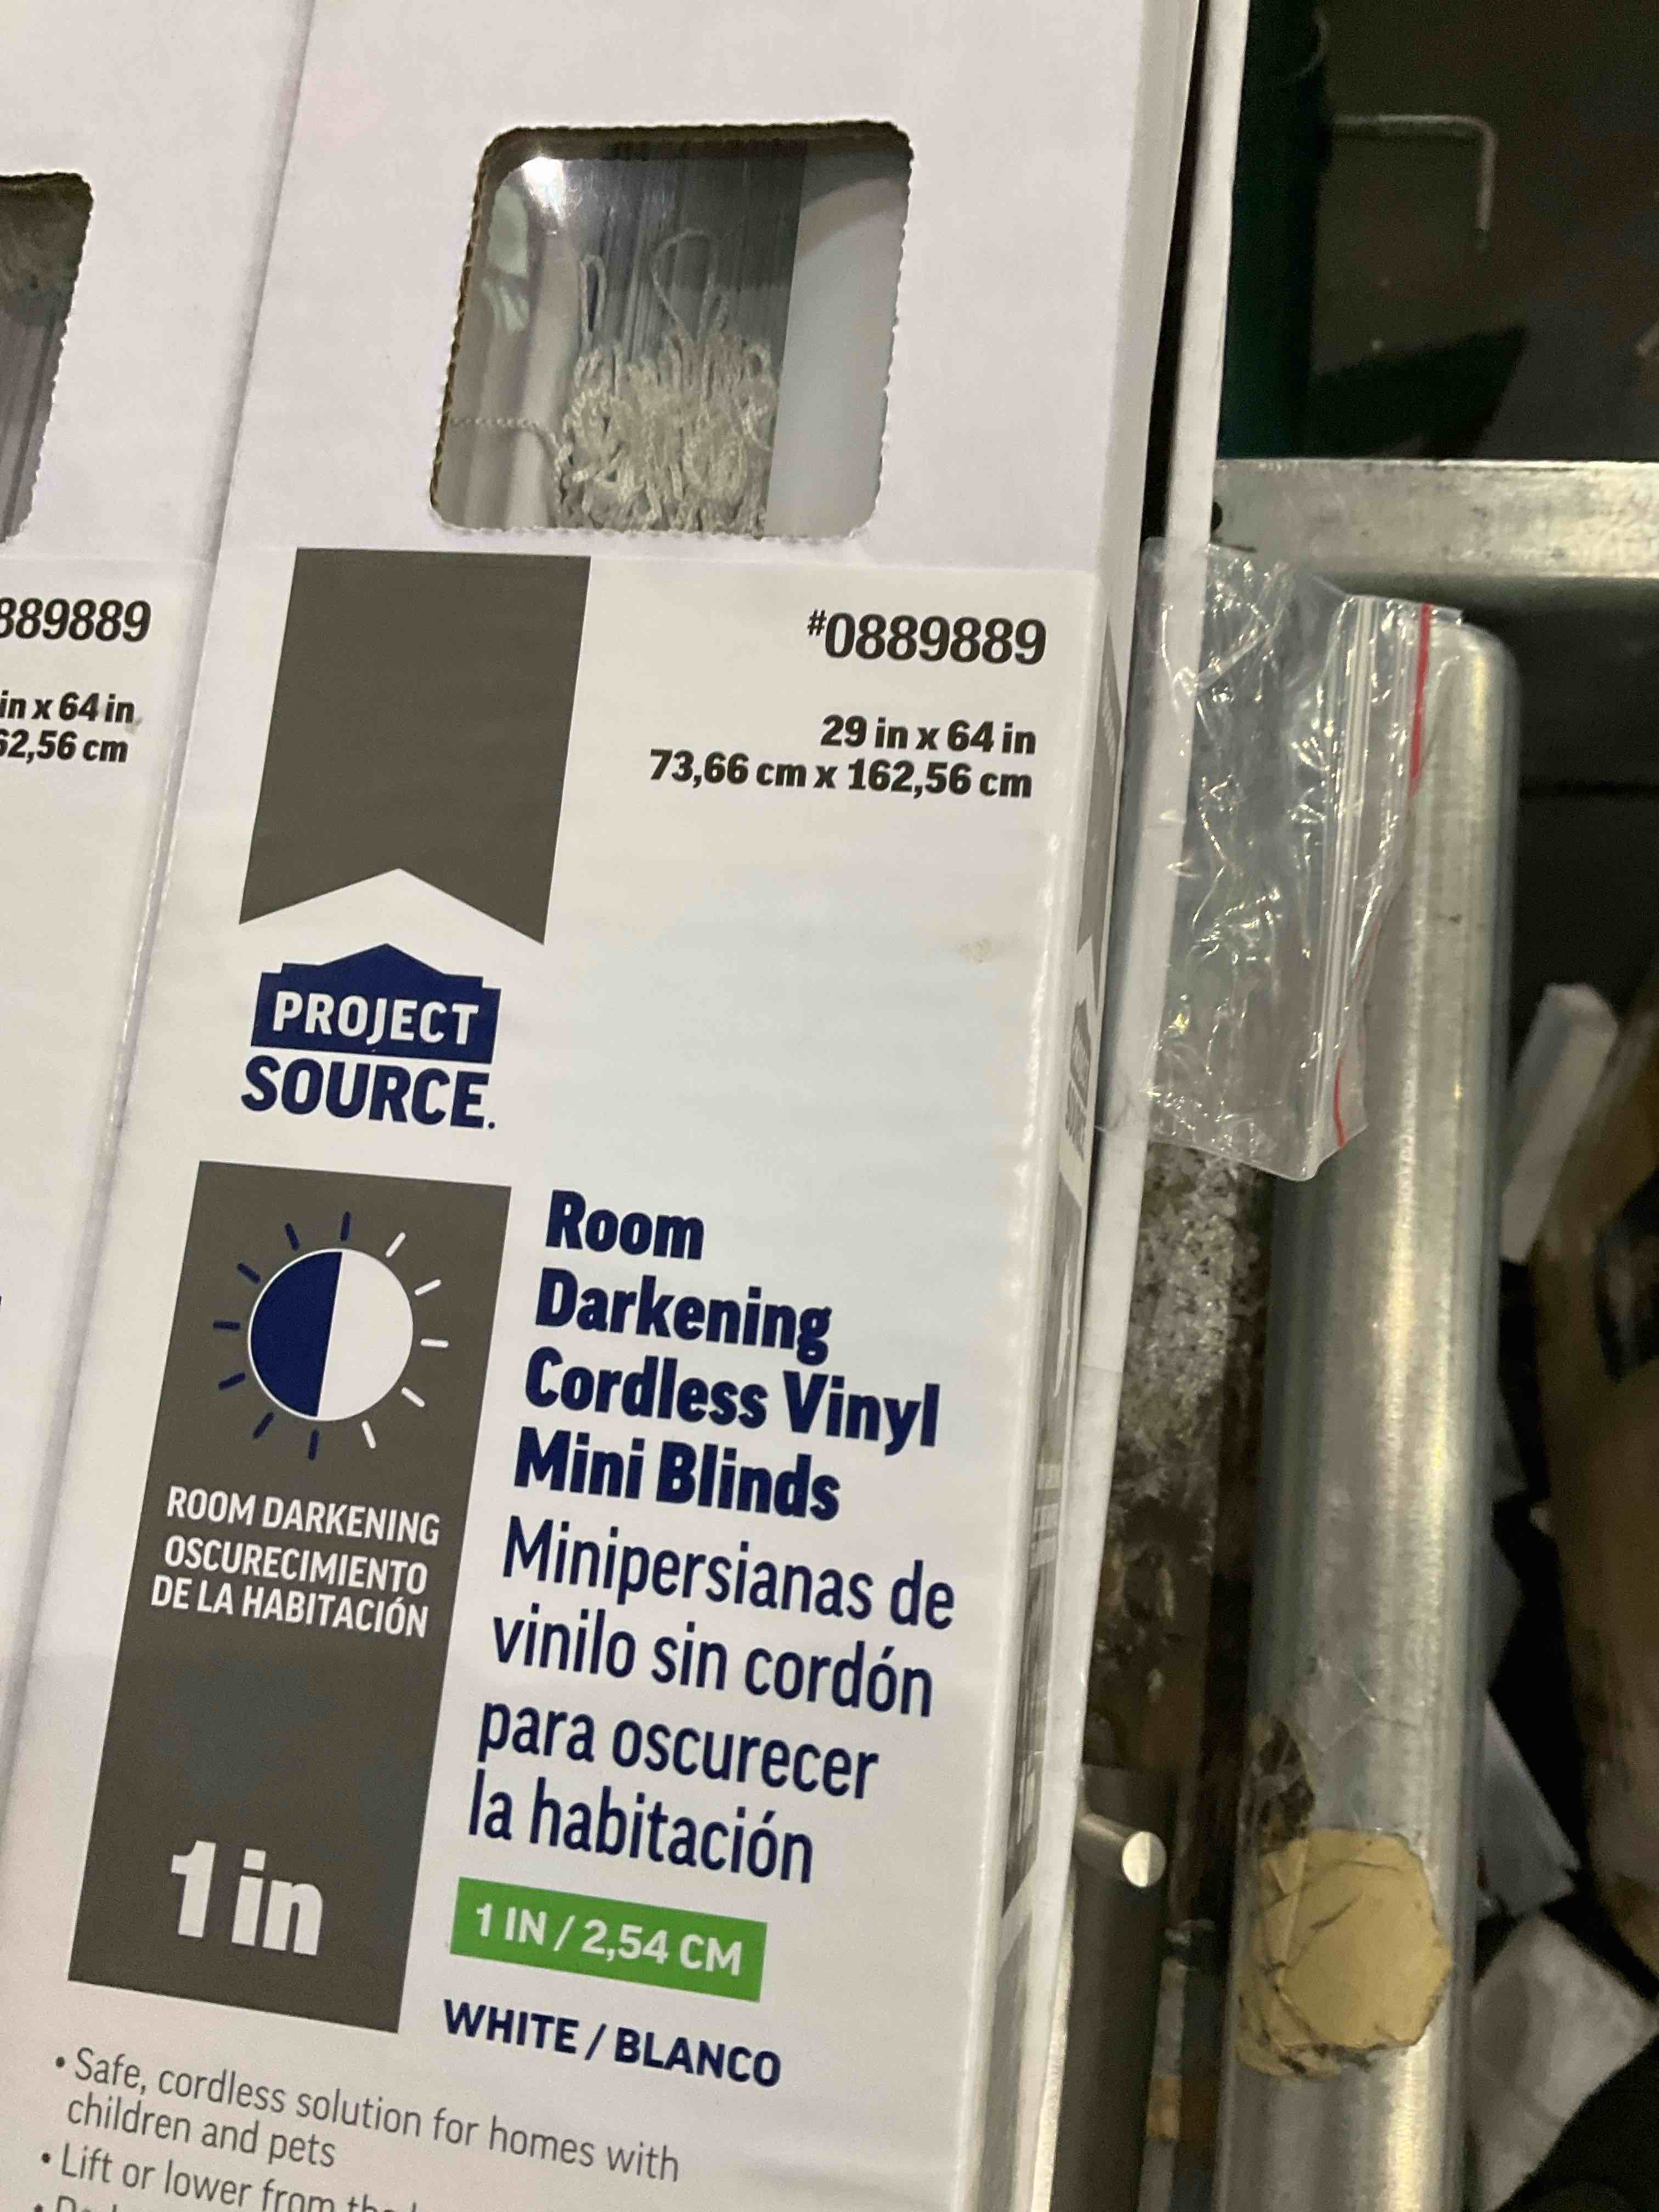 889889
in x 64 in
62,56 cm
#0889889
29 in x 64 in
73,66 cm x 162,56 cm
PROJECT
SOURCE.
Room
Darkening
Cordless Vinyl
Mini Blinds
Minipersianas de
vinilo sin cordón
para oscurecer
la habitación
ROOM DARKENING
OSCURECIMIENTO
DE LA HABITACIÓN
1 in
1 IN / 2,54 CM
WHITE / BLANCO
• Safe, cordless solution for homes with
children and pets
• Lift or lower from